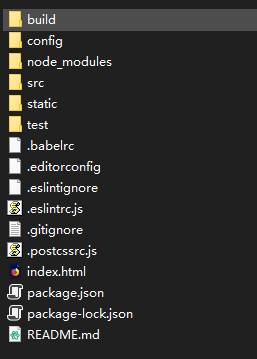 build
config
node_modules
src
static
test
.babelrc
.editorconfig
.eslintignore
.eslintrc.js
.gitignore
.postcssrc.js
index.html
package.json
package-lock.json
README.md